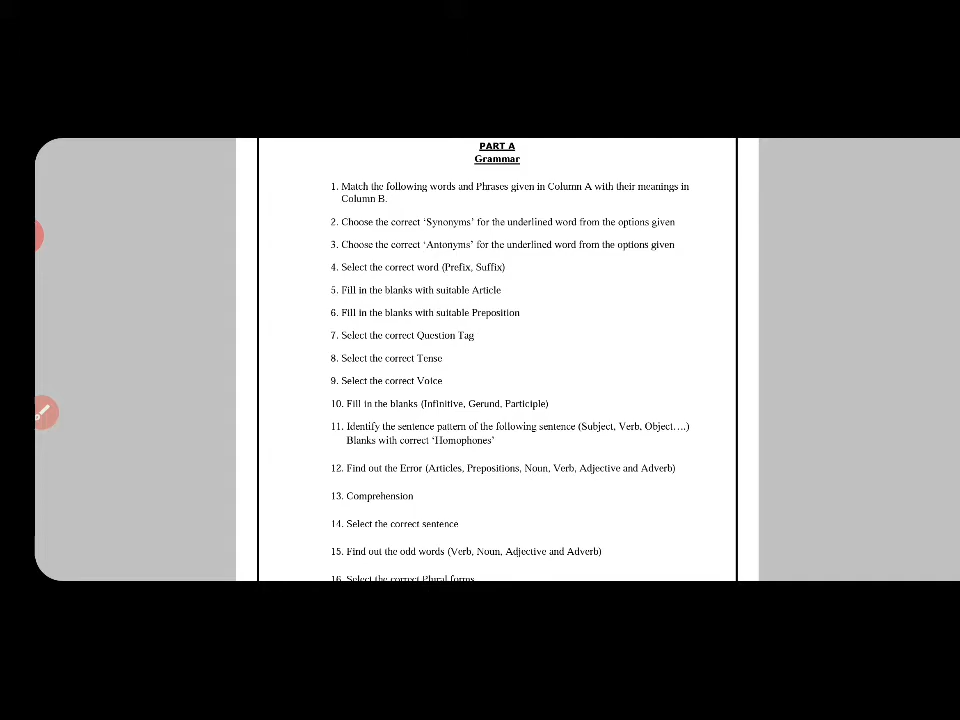 PART A
Grammar
1. Match the following words and Phrases given in Column A with their meanings in
Column B.
2. Choose the correct ‘Synonyms’ for the underlined word from the options given
3. Choose the correct ‘Antonyms’ for the underlined word from the options given
4. Select the correct word (Prefix, Suffix)
5. Fill in the blanks with suitable Article
6. Fill in the blanks with suitable Preposition
7. Select the correct Question Tag
8. Select the correct Tense
9. Select the correct Voice
10. Fill in the blanks (Infinitive, Gerund, Participle)
11. Identify the sentence pattern of the following sentence (Subject, Verb, Object….)
Blanks with correct ‘Homophones’
12. Find out the Error (Articles, Prepositions, Noun, Verb, Adjective and Adverb)
13. Comprehension
14. Select the correct sentence
15. Find out the odd words (Verb, Noun, Adjective and Adverb)
16. Select the correct Plural forms